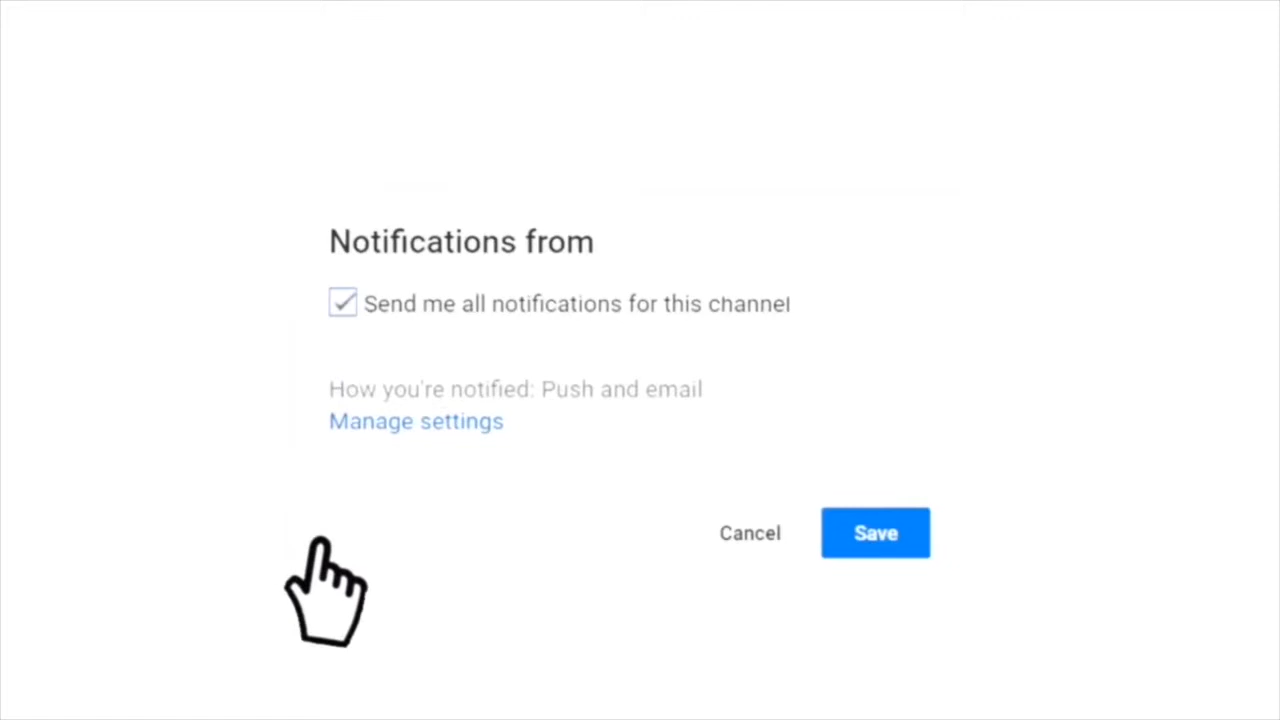 Notifications from
Send me all notifications for this channel
How you're notified: Push and email
Manage settings
Cancel
Save